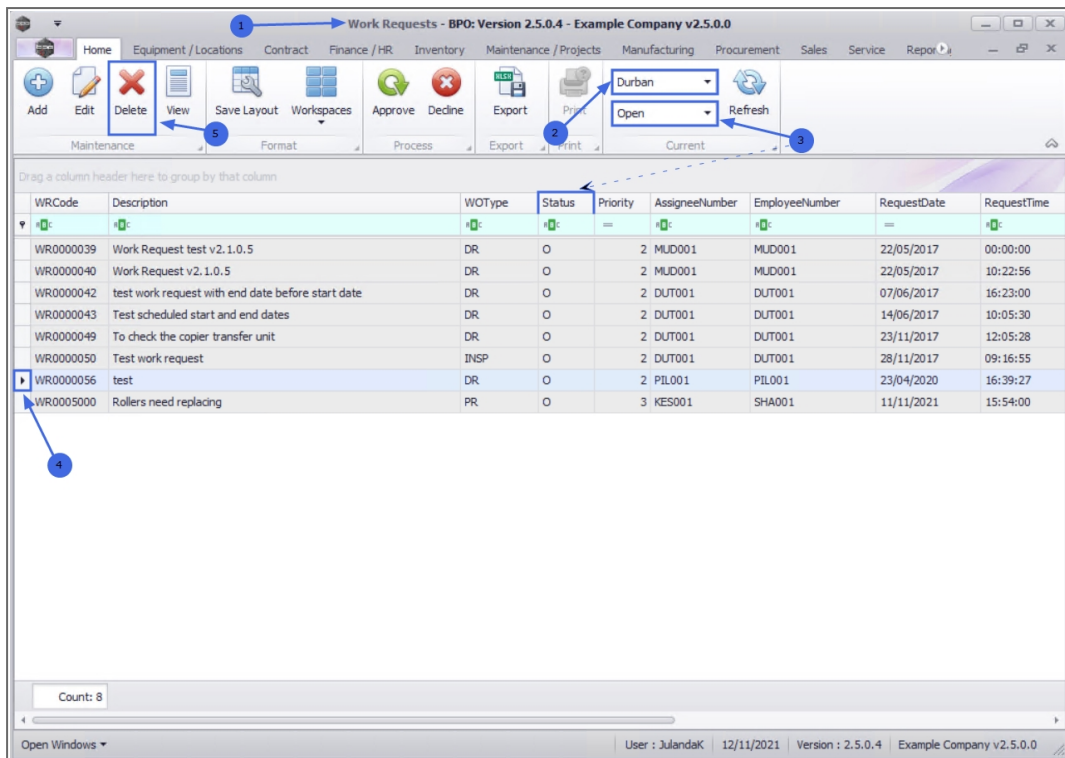 1
Work Requests - BPO: Version 2.5.0.4 - Example Company v2.5.0.0
Home Equipment / Locations Contract Finance / HR Inventory Maintenance / Projects Manufacturing Procurement Sales Service
Add Edit Delete View Save Layout Workspaces Approve Decline Export Print Refresh
XLSX
Durban
Open
5
2
3
Maintenance Format Process Export Print Current
Drag a column header here to group by that column
WRCode Description WOType Status Priority AssigneeNumber EmployeeNumber RequestDate RequestTime
WR0000039 Work Request test v2.1.0.5 DR O 2 MUD001 MUD001 22/05/2017 00:00:00
WR0000040 Work Request v2.1.0.5 DR O 2 MUD001 MUD001 22/05/2017 10:22:56
WR0000042 test work request with end date before start date DR O 2 DUT001 DUT001 07/06/2017 16:23:00
WR0000043 Test scheduled start and end dates DR O 2 DUT001 DUT001 14/06/2017 10:05:30
WR0000049 To check the copier transfer unit DR O 2 DUT001 DUT001 23/11/2017 12:05:28
WR0000050 Test work request INSP O 2 DUT001 DUT001 28/11/2017 09:16:55
WR0000056 test DR O 2 PIL001 PIL001 23/04/2020 16:39:27
WR0005000 Rollers need replacing PR O 3 KES001 SHA001 11/11/2021 15:54:00
4
Count: 8
Open Windows User : JulandaK 12/11/2021 Version : 2.5.0.4 Example Company v2.5.0.0